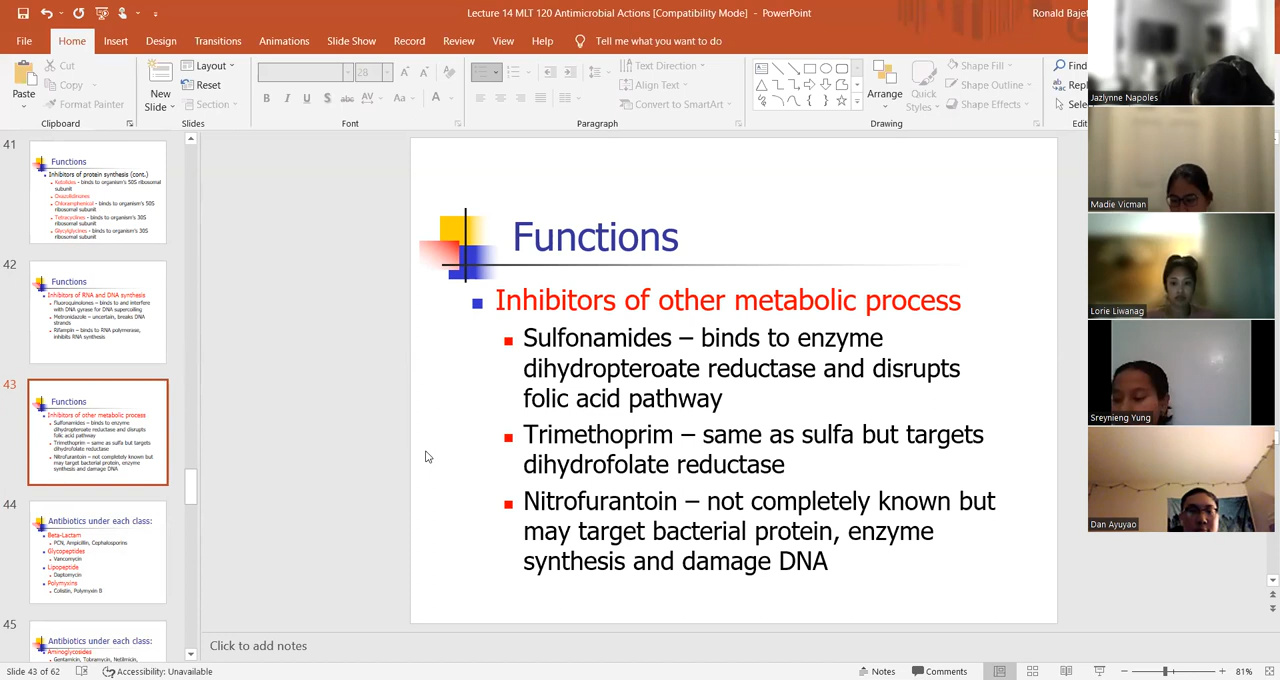 Lecture 14 MLT 120 Antimicrobial Actions [Compatibility Mode] - PowerPoint
Ronald Bajet
File Home Insert Design Transitions Animations Slide Show Record Review View Help Tell me what you want to do
Paste
Cut
Copy
Format Painter
Clipboard
New Slide
Layout
Reset
Section
Slides
28
B I U S abc AV Aa A
Font
Text Direction
Align Text
Convert to SmartArt
Paragraph
Arrange
Quick Styles
Shape Fill
Shape Outline
Shape Effects
Drawing
Find
Repl
Sele
Edit
41
Functions
Inhibitors of protein synthesis (cont.)
Ketolides - binds to organism's 50S ribosomal
subunit
Oxazolidinones
Chloramphenicol - binds to organism's 50S
ribosomal subunit
Tetracyclines - binds to organism's 30S
ribosomal subunit
Glycylglycines - binds to organism's 30S
ribosomal subunit
42
Functions
Inhibitors of RNA and DNA synthesis
Fluoroquinolones – binds to and interfere
with DNA gyrase for DNA supercoiling
Metronidazole – uncertain, breaks DNA
strands
Rifampin – binds to RNA polymerase,
inhibits RNA synthesis
43
Functions
Inhibitors of other metabolic process
Sulfonamides – binds to enzyme
dihydropteroate reductase and disrupts
folic acid pathway
Trimethoprim – same as sulfa but targets
dihydrofolate reductase
Nitrofurantoin – not completely known but
may target bacterial protein, enzyme
synthesis and damage DNA
44
Antibiotics under each class:
Beta-Lactam
PCN, Ampicillin, Cephalosporins
Glycopeptides
Vancomycin
Lipopeptide
Daptomycin
Polymyxins
Colistin, Polymyxin B
45
Antibiotics under each class:
Aminoglycosides
Gentamicin, Tobramycin, Netilmicin,
Functions
Inhibitors of other metabolic process
Sulfonamides – binds to enzyme
dihydropteroate reductase and disrupts
folic acid pathway
Trimethoprim – same as sulfa but targets
dihydrofolate reductase
Nitrofurantoin – not completely known but
may target bacterial protein, enzyme
synthesis and damage DNA
Click to add notes
Jazlynne Napoles
Madie Vicman
Lorie Liwanag
Sreynieng Yung
Dan Ayuyao
Slide 43 of 62
Accessibility: Unavailable
Notes
Comments
81%